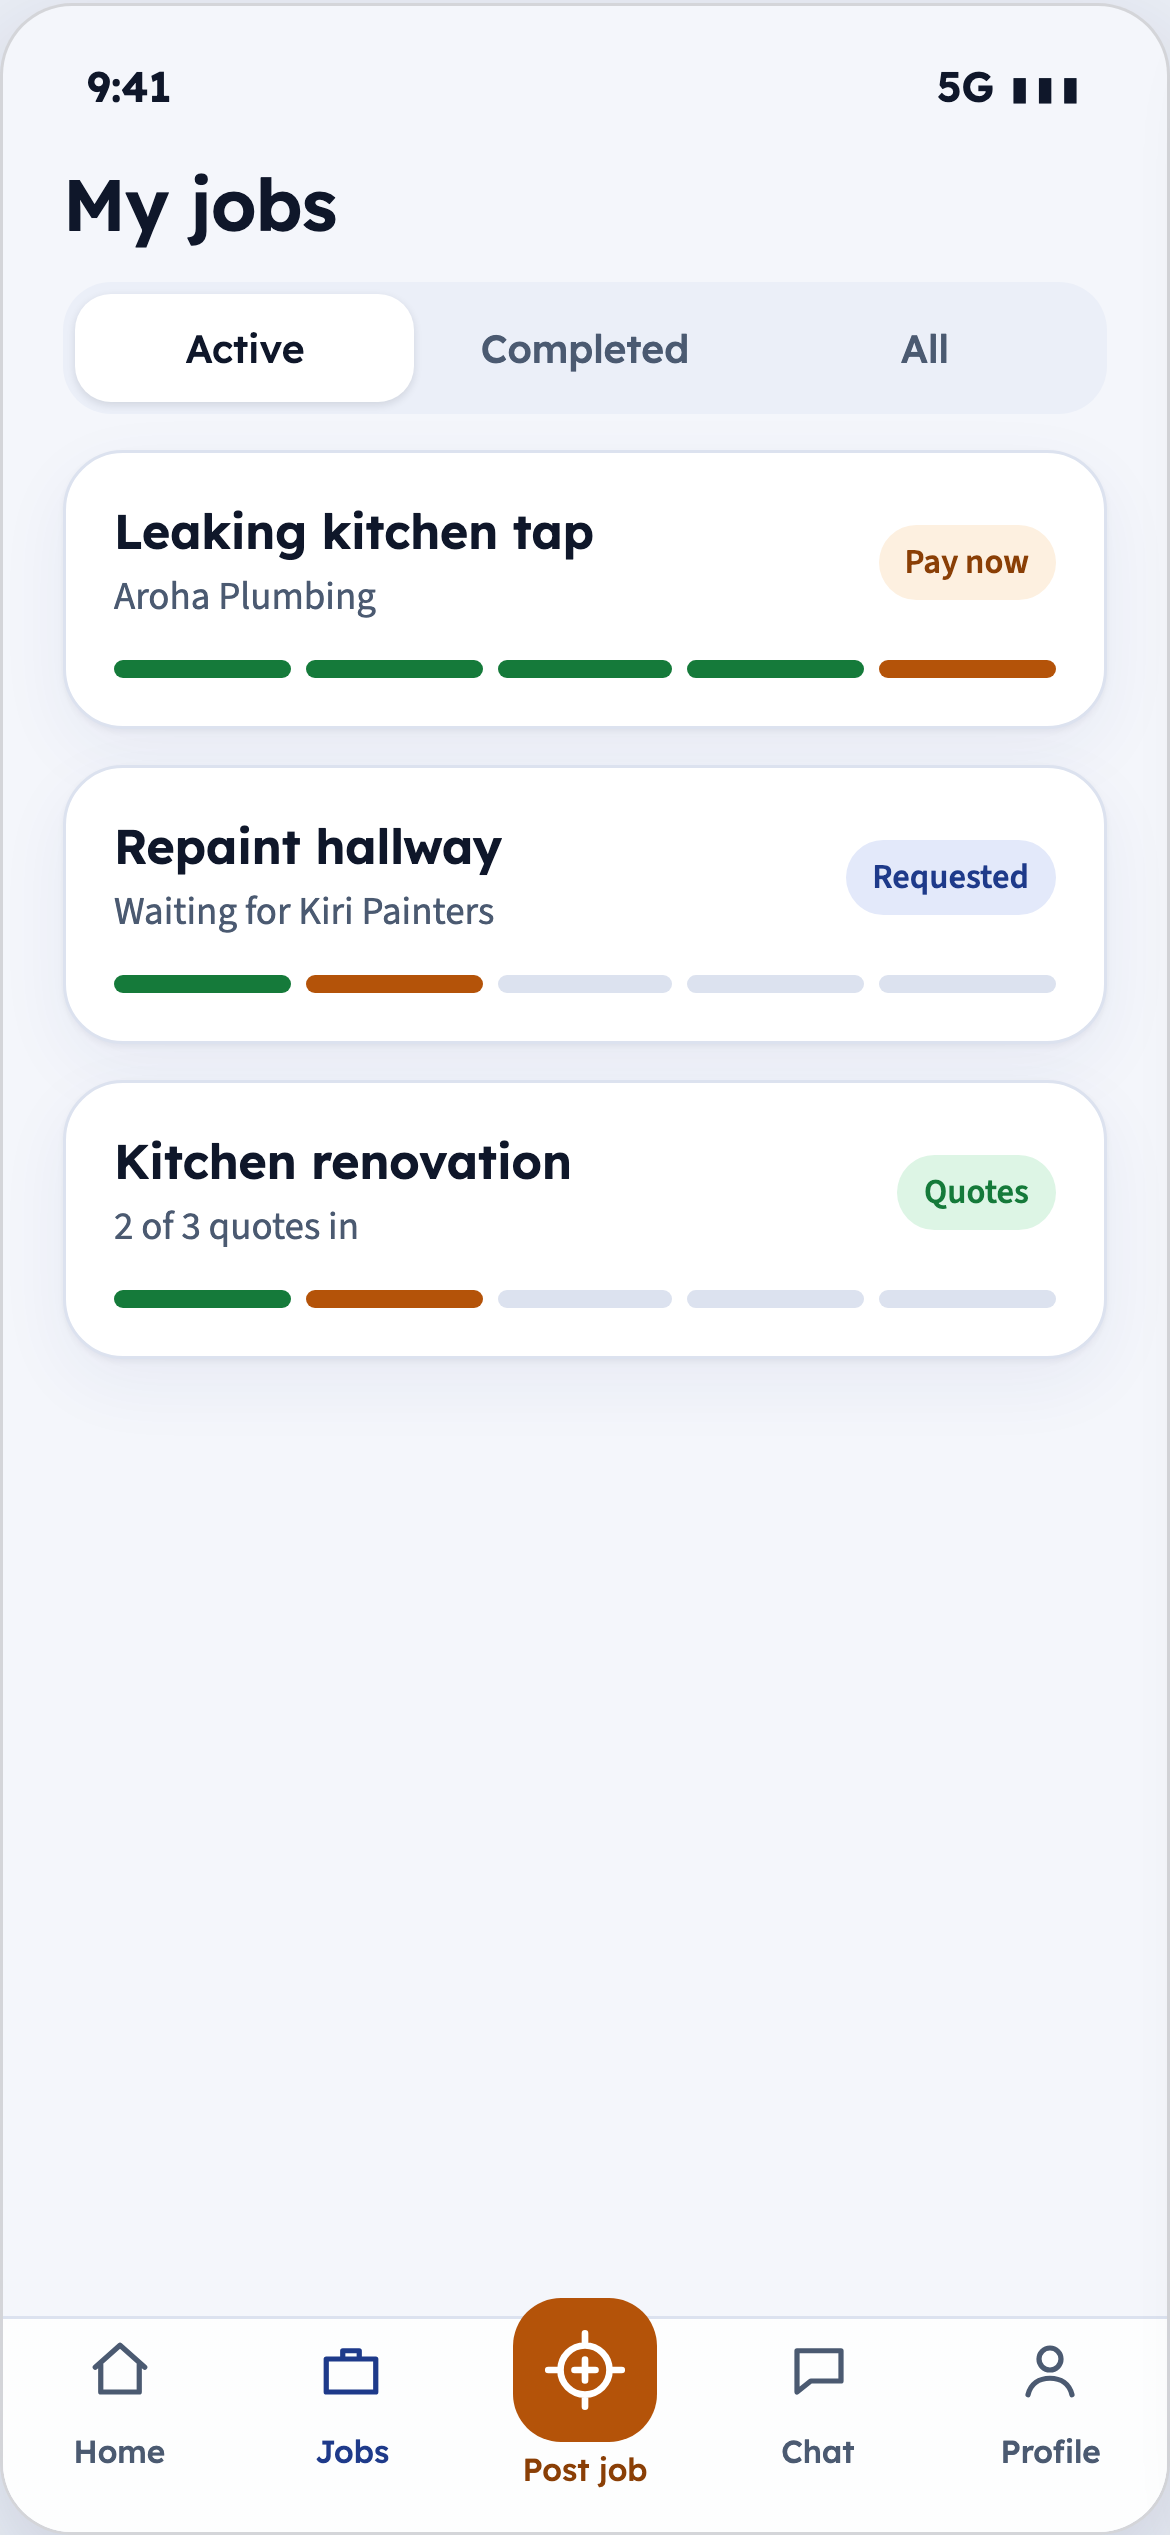 9:41
5G
My jobs
Active
Completed
All
Leaking kitchen tap
Aroha Plumbing
Pay now
Repaint hallway
Waiting for Kiri Painters
Requested
Kitchen renovation
2 of 3 quotes in
Quotes
Home
Jobs
Post job
Chat
Profile